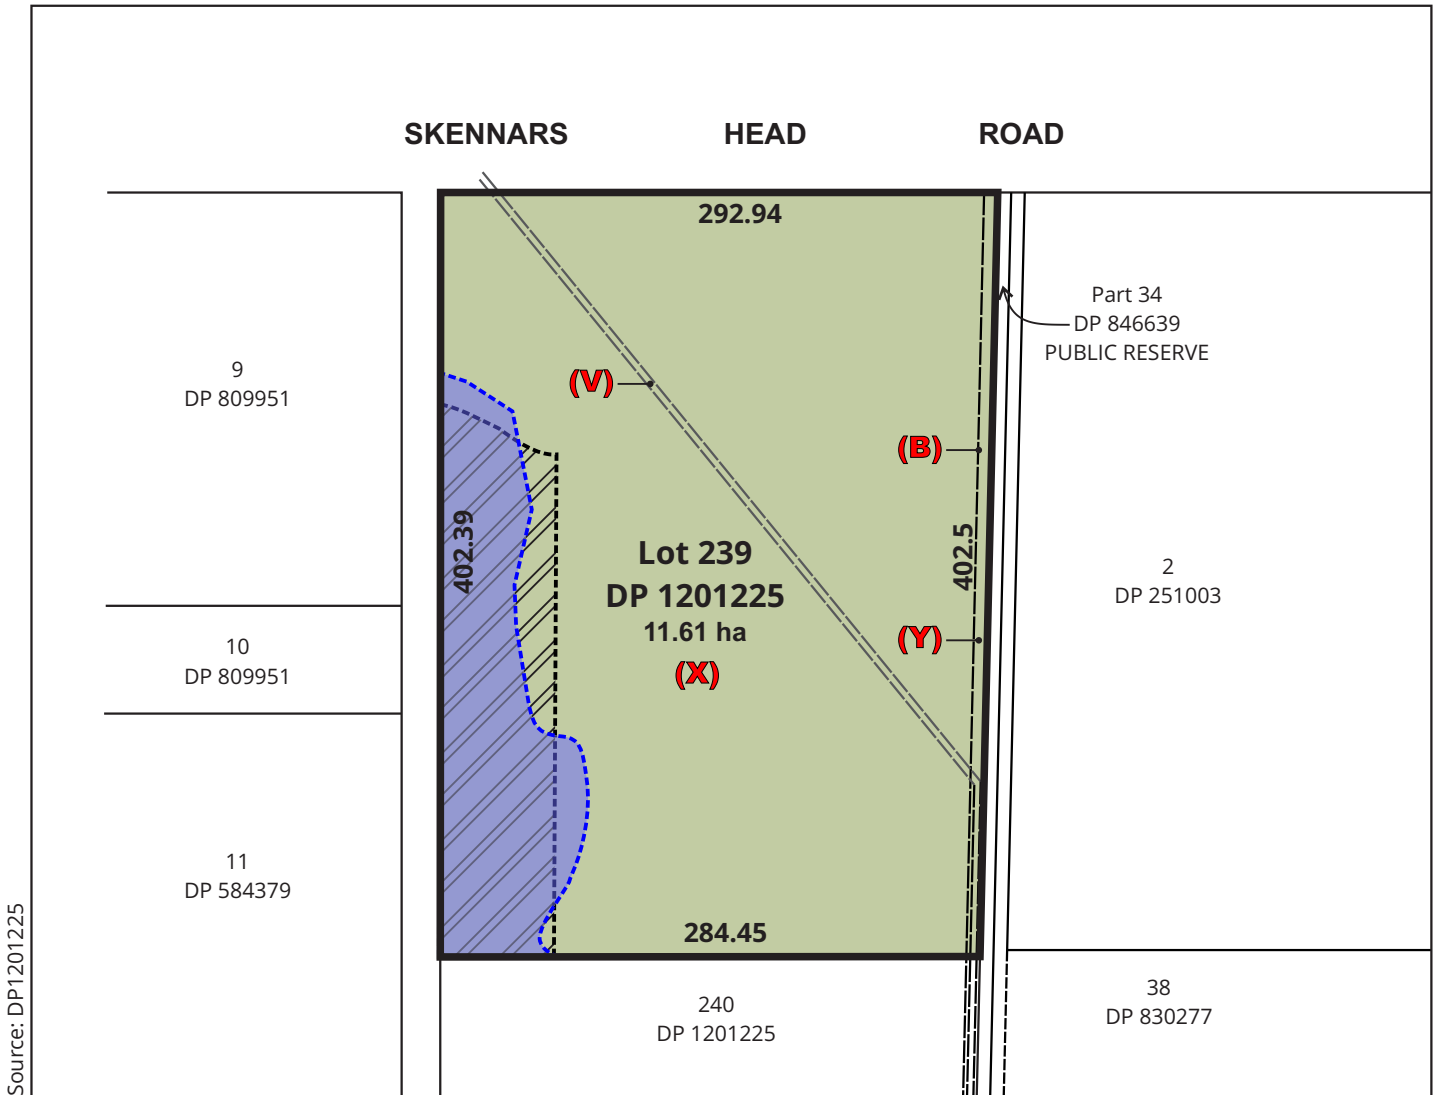 SKENNARS HEAD ROAD
292.94
Part 34
DP 846639
PUBLIC RESERVE
9
DP 809951
(V)
(B)
402.39
Lot 239
DP 1201225
11.61 ha
(X)
402.5
(Y)
2
DP 251003
10
DP 809951
11
DP 584379
284.45
240
DP 1201225
38
DP 830277
Source: DP1201225